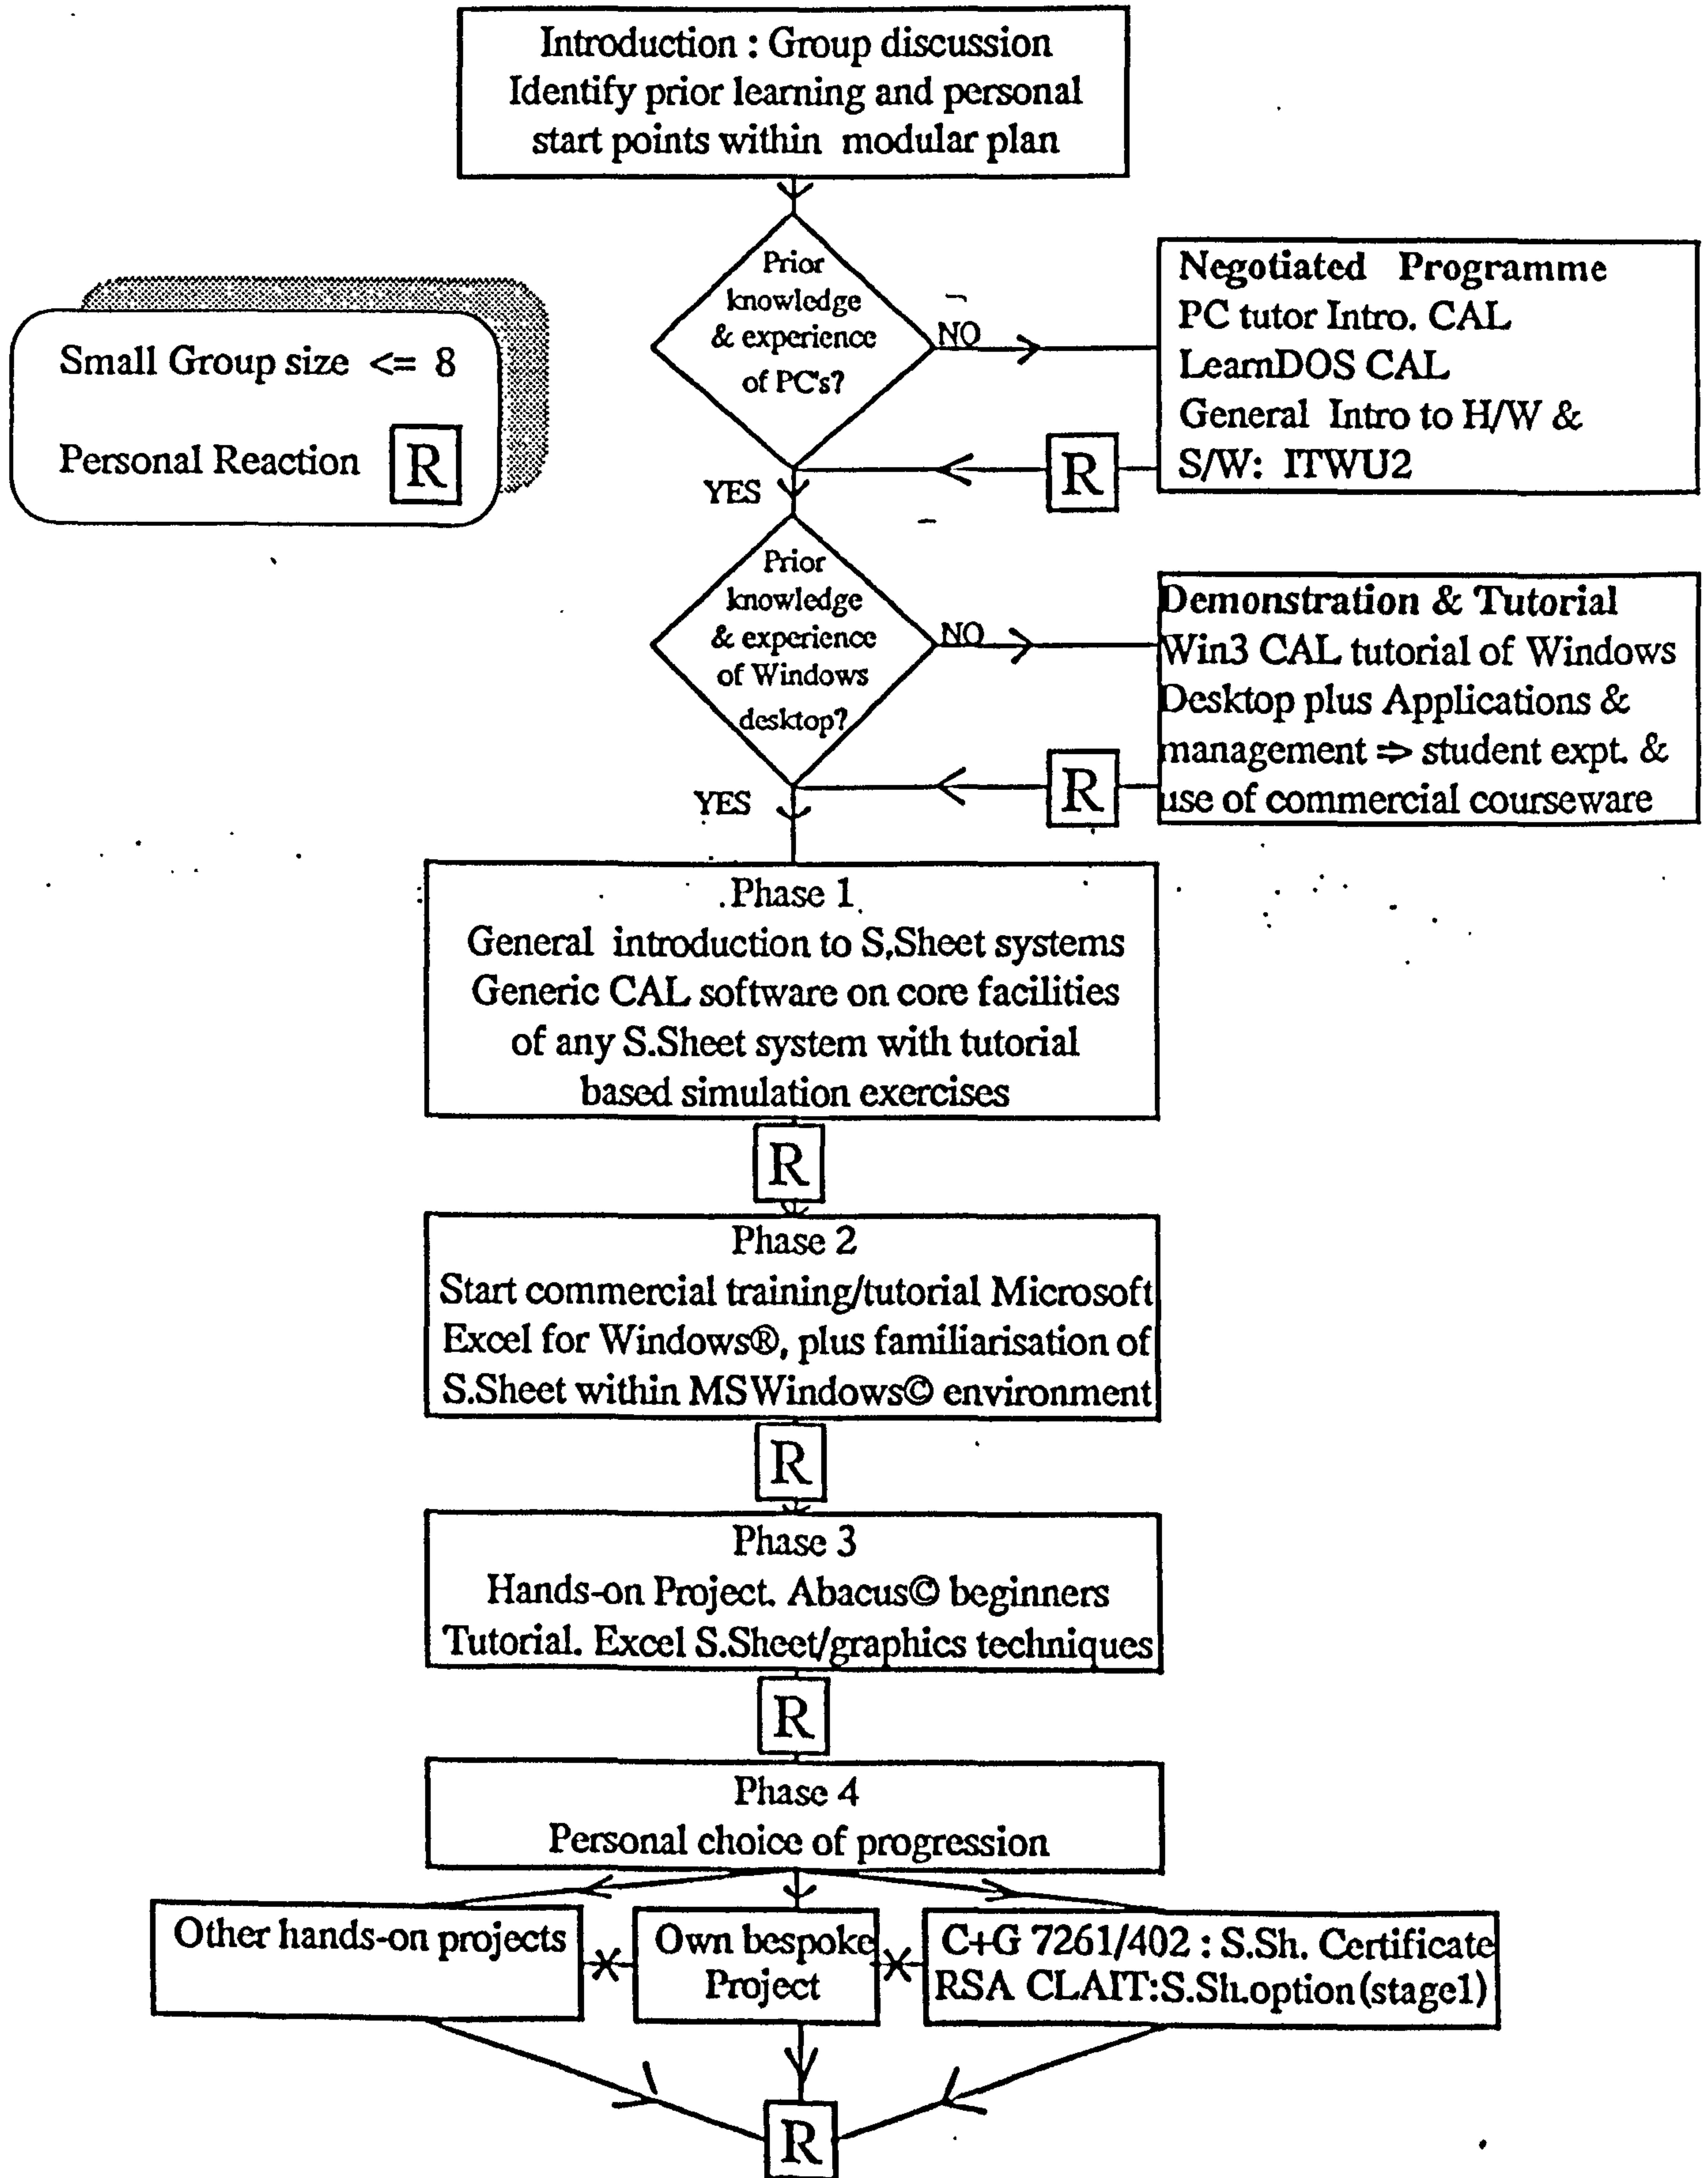 Introduction : Group discussion
Identify prior learning and personal
start points within modular plan
Small Group size <= 8
Personal Reaction R
Prior
knowledge
& experience
of PC's?
NO
Negotiated Programme
PC tutor Intro. CAL
LearnDOS CAL
General Intro to H/W &
S/W: ITWU2
R
YES
Prior
knowledge
& experience
of Windows
desktop?
NO
Demonstration & Tutorial
Win3 CAL tutorial of Windows
Desktop plus Applications &
management => student expt. &
use of commercial courseware
R
YES
Phase 1
General introduction to S.Sheet systems
Generic CAL software on core facilities
of any S.Sheet system with tutorial
based simulation exercises
R
Phase 2
Start commercial training/tutorial Microsoft
Excel for Windows®, plus familiarisation of
S.Sheet within MSWindows© environment
R
Phase 3
Hands-on Project. Abacus© beginners
Tutorial. Excel S.Sheet/graphics techniques
R
Phase 4
Personal choice of progression
Other hands-on projects
Own bespoke
Project
C+G 7261/402 : S.Sh. Certificate
RSA CLAIT:S.Sh.option(stage1)
R